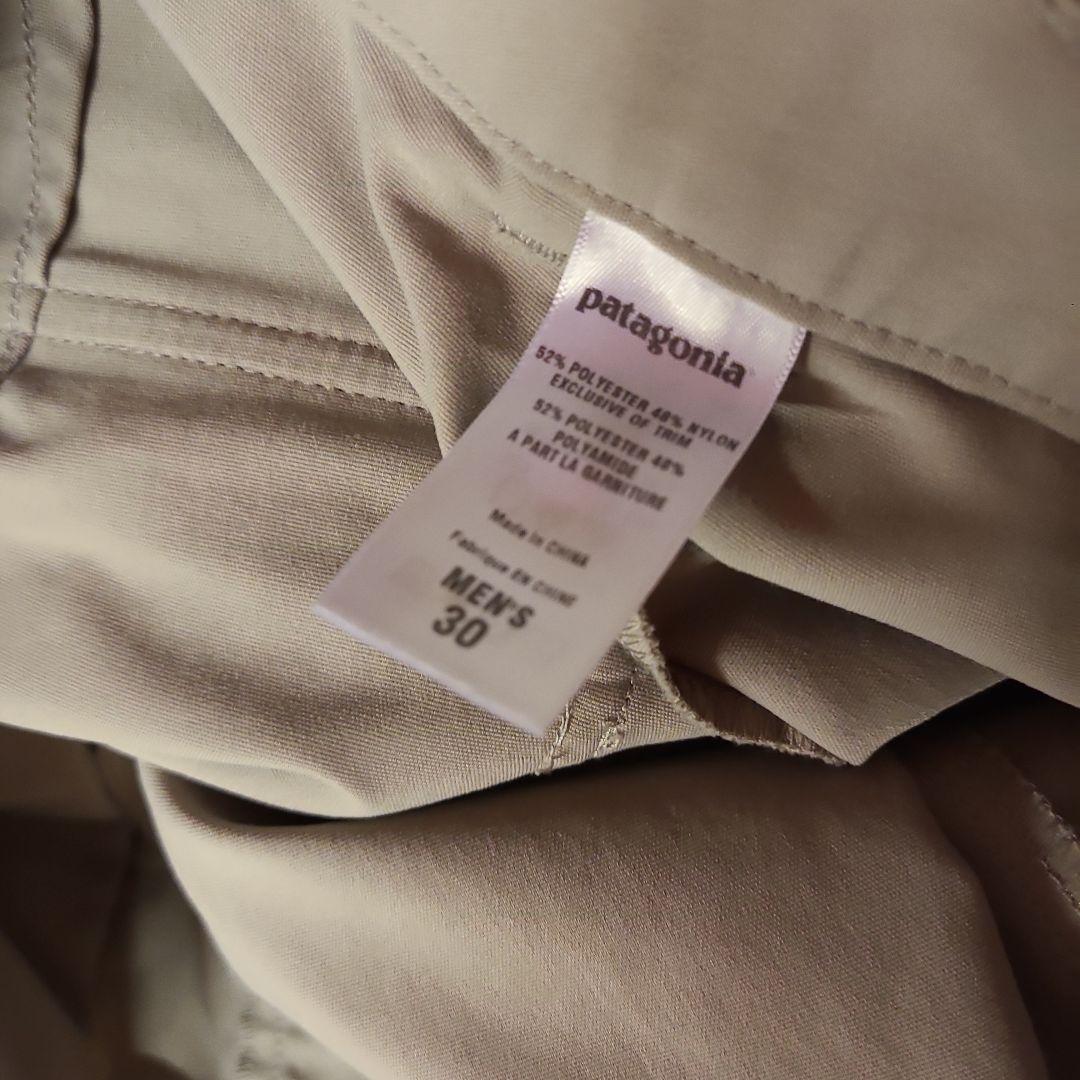 patagonia
52% POLYESTER 48% NYLON
EXCLUSIVE OF TRIM
52% POLYESTER 48%
POLYAMIDE
A PART LA GARNITURE
Made in CHINA
Fabrique EN CHINE
MEN'S
30